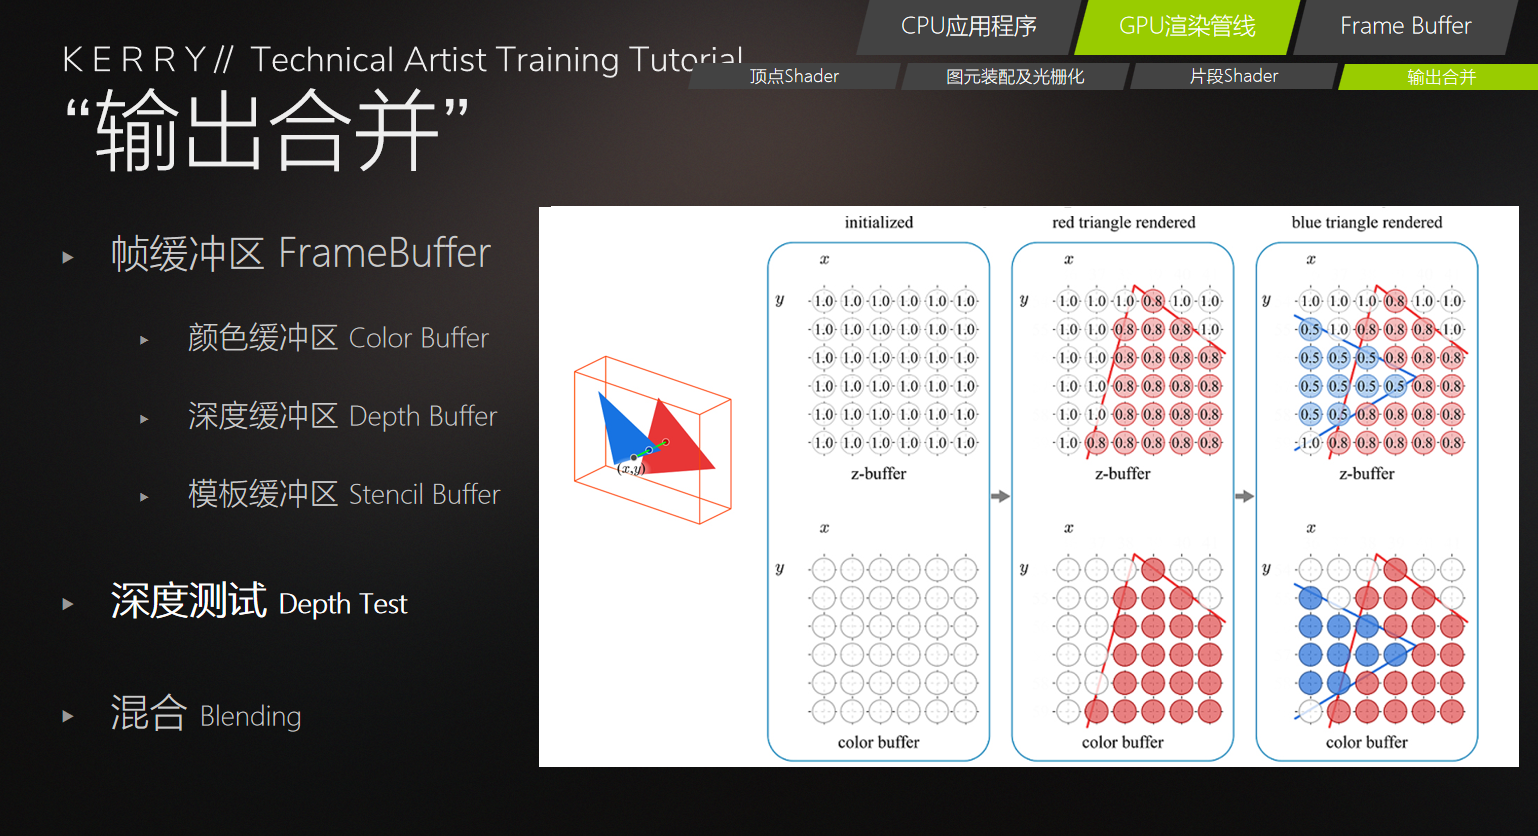 CPU应用程序 GPU渲染管线 Frame Buffer
KERRY// Technical Artist Training Tutorial
顶点Shader 图元装配及光栅化 片段Shader 输出合并
“输出合并”
帧缓冲区 FrameBuffer
颜色缓冲区 Color Buffer
深度缓冲区 Depth Buffer
模板缓冲区 Stencil Buffer
深度测试 Depth Test
混合 Blending
(x,y)
initialized
x
y
1.0 1.0 1.0 1.0 1.0 1.0
1.0 1.0 1.0 1.0 1.0 1.0
1.0 1.0 1.0 1.0 1.0 1.0
1.0 1.0 1.0 1.0 1.0 1.0
1.0 1.0 1.0 1.0 1.0 1.0
1.0 1.0 1.0 1.0 1.0 1.0
z-buffer
x
y
color buffer
red triangle rendered
x
y
1.0 1.0 1.0 0.8 1.0 1.0
1.0 1.0 0.8 0.8 0.8 1.0
1.0 1.0 0.8 0.8 0.8 0.8
1.0 1.0 0.8 0.8 0.8 0.8
1.0 1.0 0.8 0.8 0.8 0.8
1.0 0.8 0.8 0.8 0.8 0.8
z-buffer
x
y
color buffer
blue triangle rendered
x
y
1.0 1.0 1.0 0.8 1.0 1.0
0.5 1.0 0.8 0.8 0.8 1.0
0.5 0.5 0.5 0.8 0.8 0.8
0.5 0.5 0.5 0.5 0.8 0.8
0.5 0.5 0.8 0.8 0.8 0.8
1.0 0.8 0.8 0.8 0.8 0.8
z-buffer
x
y
color buffer